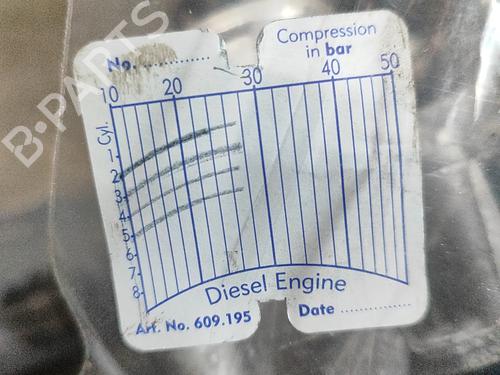 No. ..............
Compression
in bar
10 20 30 40 50
Cyl.
1
2
3
4
5
6
7
8
Diesel Engine
Art. No. 609.195
Date ................
B-PARTS